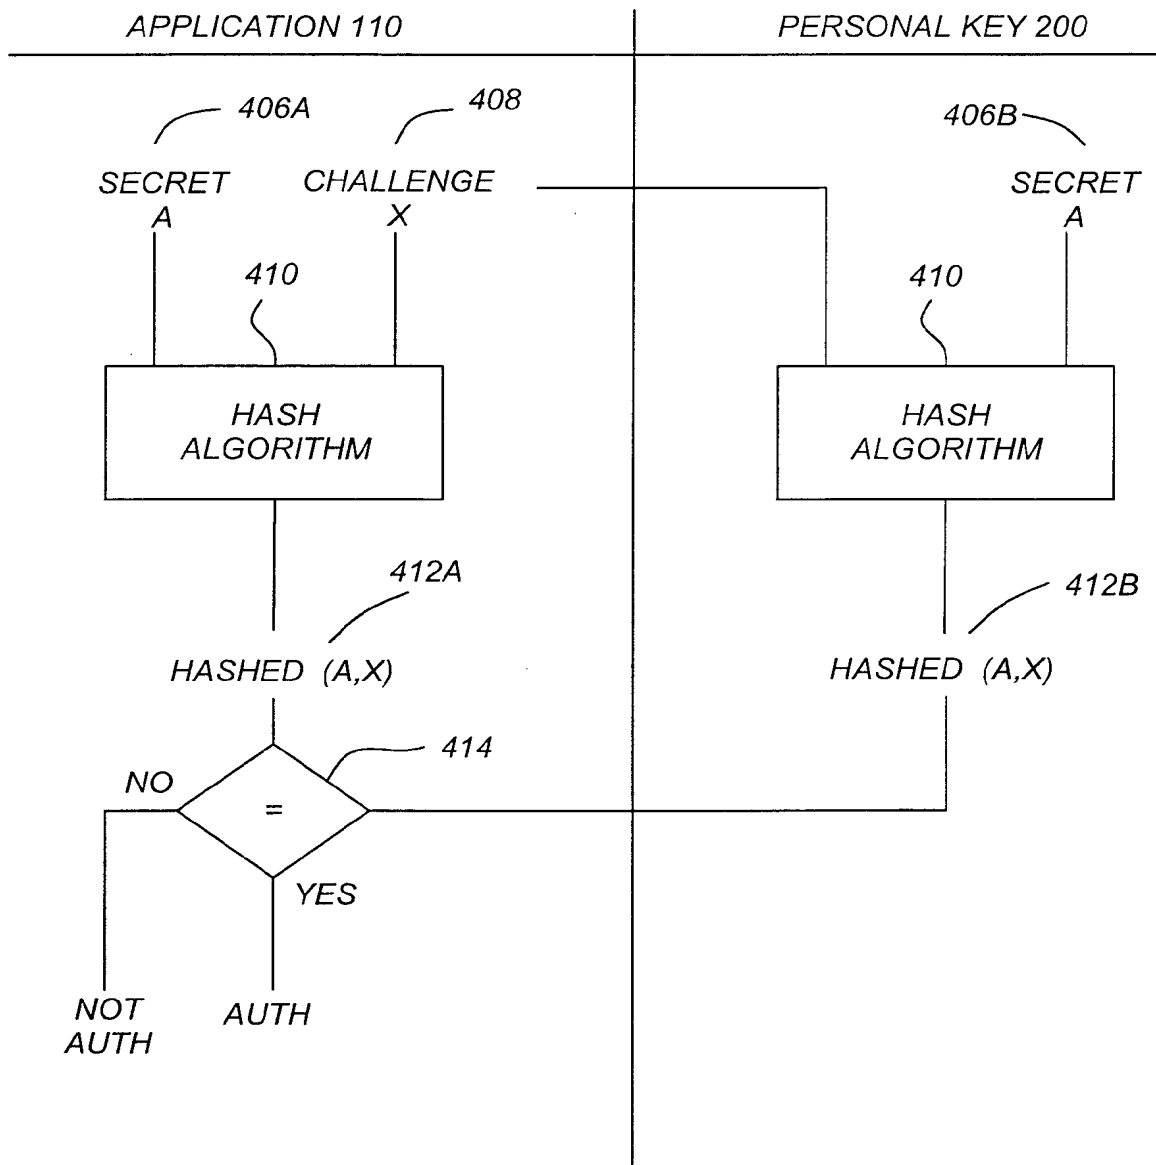 APPLICATION 110
PERSONAL KEY 200
406A
408
406B
SECRET
A
CHALLENGE
X
SECRET
A
410
410
HASH
ALGORITHM
HASH
ALGORITHM
412A
412B
HASHED (A,X)
HASHED (A,X)
414
NO
=
YES
NOT
AUTH
AUTH